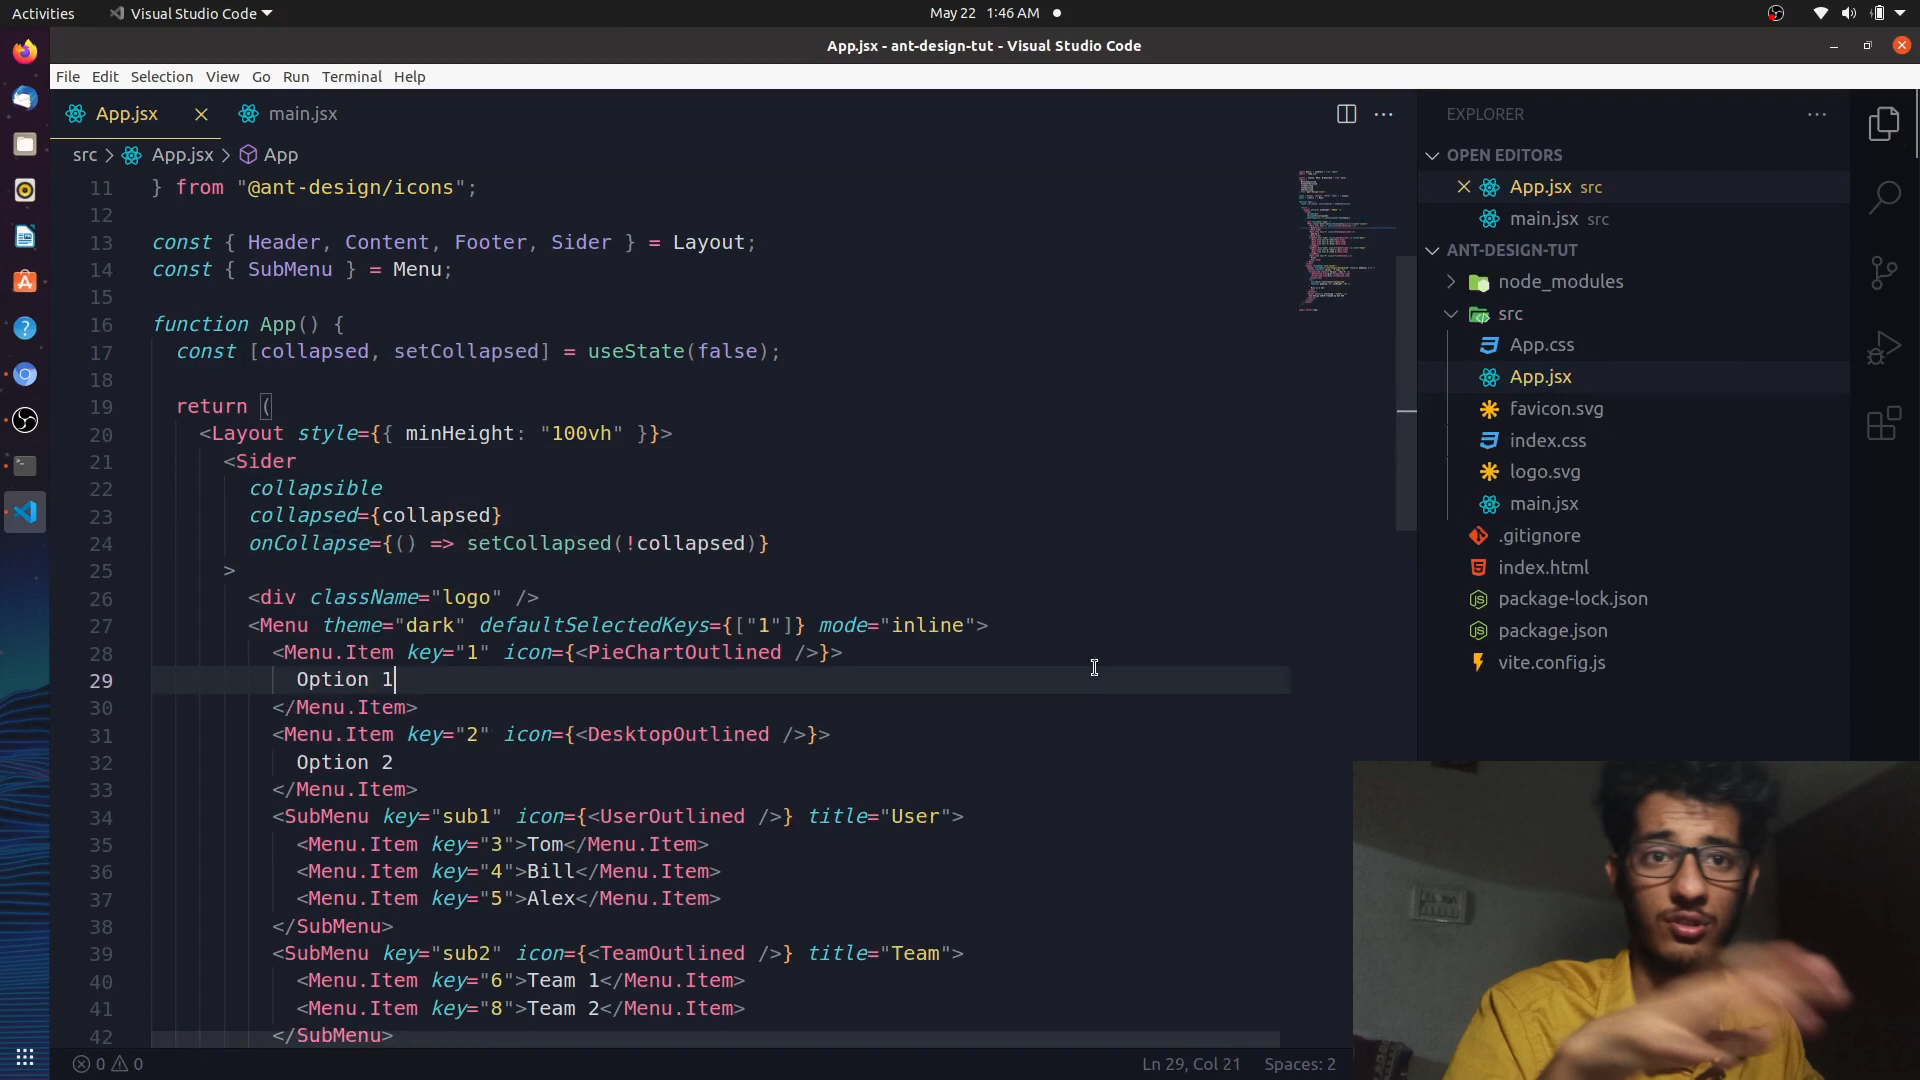 Activities
Visual Studio Code
May 22 1:46 AM
App.jsx - ant-design-tut - Visual Studio Code
File Edit Selection View Go Run Terminal Help
App.jsx
main.jsx
src > App.jsx > App
11 } from "@ant-design/icons";
12
13 const { Header, Content, Footer, Sider } = Layout;
14 const { SubMenu } = Menu;
15
16 function App() {
17 const [collapsed, setCollapsed] = useState(false);
18
19 return (
20 <Layout style={{ minHeight: "100vh" }}>
21 <Sider
22 collapsible
23 collapsed={collapsed}
24 onCollapse={() => setCollapsed(!collapsed)}
25 >
26 <div className="logo" />
27 <Menu theme="dark" defaultSelectedKeys={["1"]} mode="inline">
28 <Menu.Item key="1" icon={<PieChartOutlined />}>
29 Option 1
30 </Menu.Item>
31 <Menu.Item key="2" icon={<DesktopOutlined />}>
32 Option 2
33 </Menu.Item>
34 <SubMenu key="sub1" icon={<UserOutlined />} title="User">
35 <Menu.Item key="3">Tom</Menu.Item>
36 <Menu.Item key="4">Bill</Menu.Item>
37 <Menu.Item key="5">Alex</Menu.Item>
38 </SubMenu>
39 <SubMenu key="sub2" icon={<TeamOutlined />} title="Team">
40 <Menu.Item key="6">Team 1</Menu.Item>
41 <Menu.Item key="8">Team 2</Menu.Item>
42 </SubMenu>
0 0
Ln 29, Col 21 Spaces: 2
EXPLORER
OPEN EDITORS
App.jsx src
main.jsx src
ANT-DESIGN-TUT
node_modules
src
App.css
App.jsx
favicon.svg
index.css
logo.svg
main.jsx
.gitignore
index.html
package-lock.json
package.json
vite.config.js